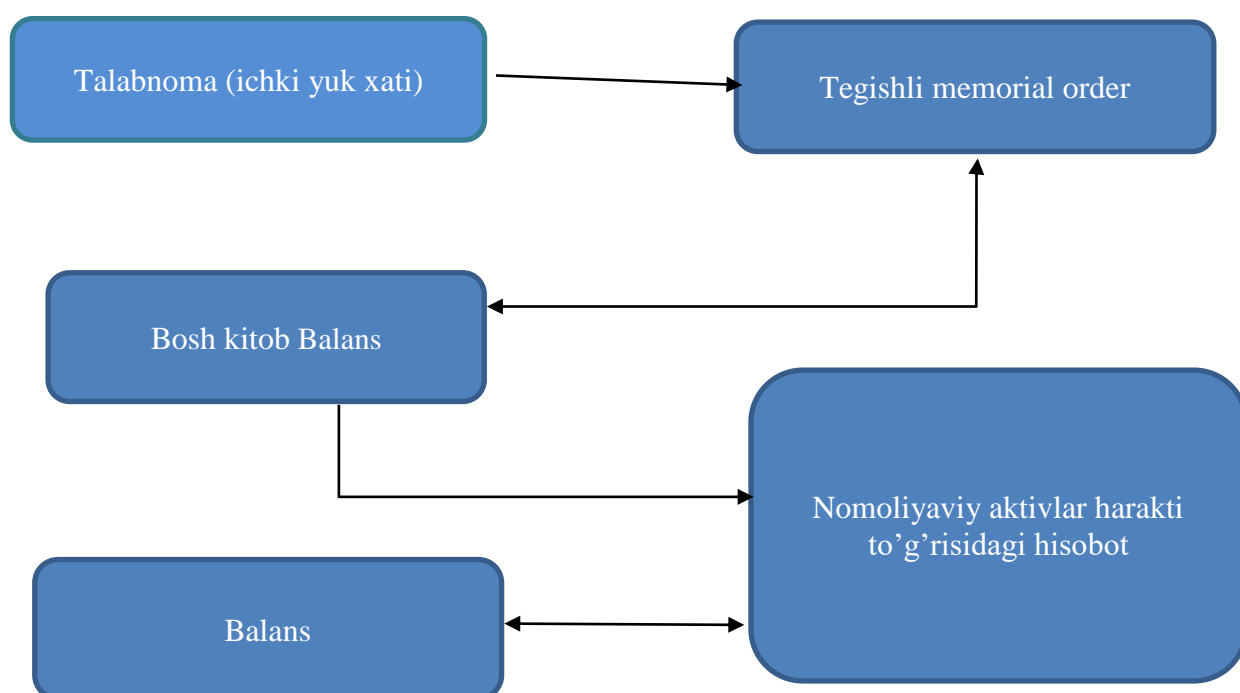 Talabnoma (ichki yuk xati)
Tegishli memorial order
Bosh kitob Balans
Nomoliyaviy aktivlar harakti
to’g’risidagi hisobot
Balans